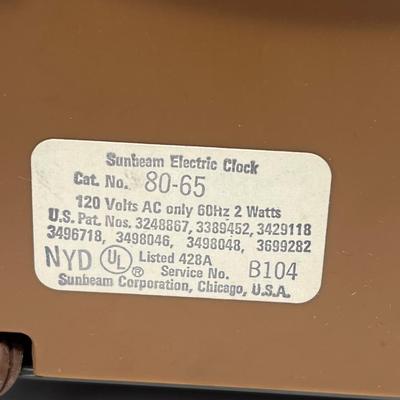 Sunbeam Electric Clock
Cat. No. 80-65
120 Volts AC only 60Hz 2 Watts
U.S. Pat. Nos. 3248867, 3389452, 3429118
3496718, 3498046, 3498048, 3699282
NYD UL ® Listed 428A
Service No. B104
Sunbeam Corporation, Chicago, U.S.A.